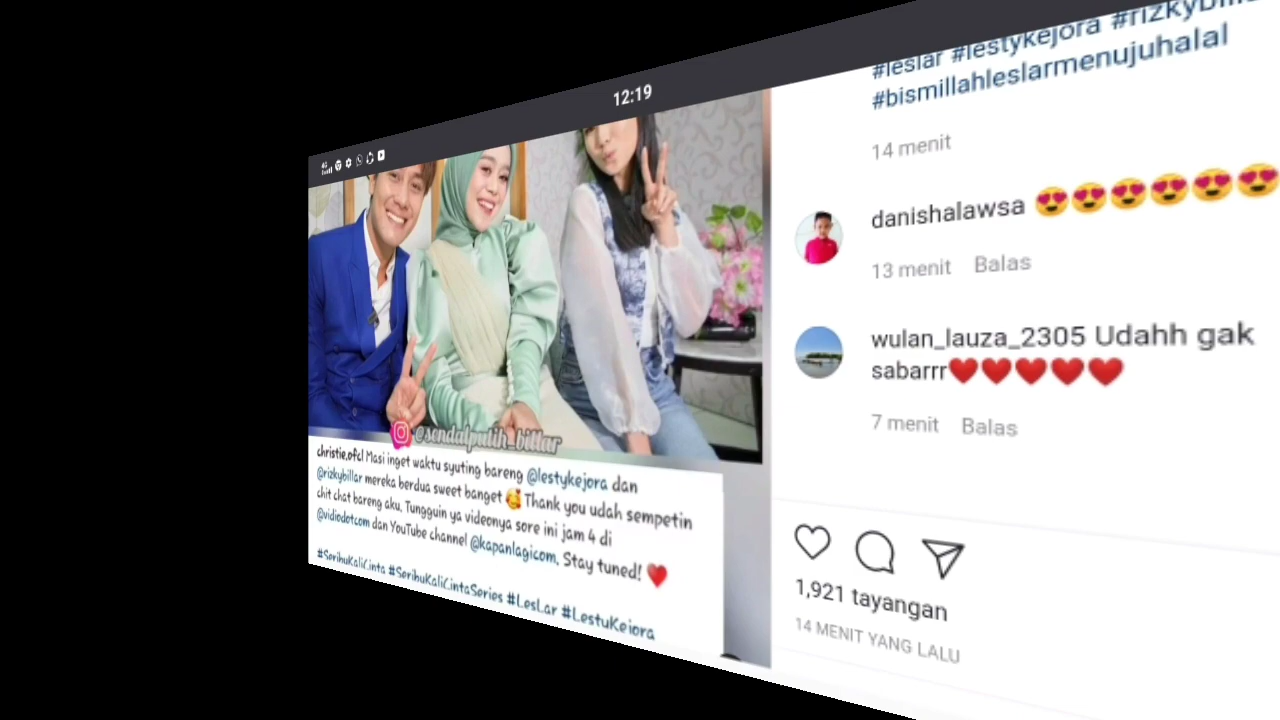 12:19
4G
@sendalputih_billar
christie.ofcl Masi inget waktu syuting bareng @lestykejora dan
@rizkybillar mereka berdua sweet banget 🥰 Thank you udah sempetin
chit chat bareng aku. Tungguin ya videonya sore ini jam 4 di
@vidiodotcom dan YouTube channel @kapanlagicom. Stay tuned! ❤️
#SeribuKaliCinta #SeribuKaliCintaSeries #LesLar #LestyKejora
#leslar #lestykejora #rizkybillar
#bismillahleslarmenujuhalal
14 menit
danishalawsa 😍😍😍😍😍😍
13 menit Balas
wulan_lauza_2305 Udahh gak
sabarrr❤️❤️❤️❤️❤️
7 menit Balas
1,921 tayangan
14 MENIT YANG LALU